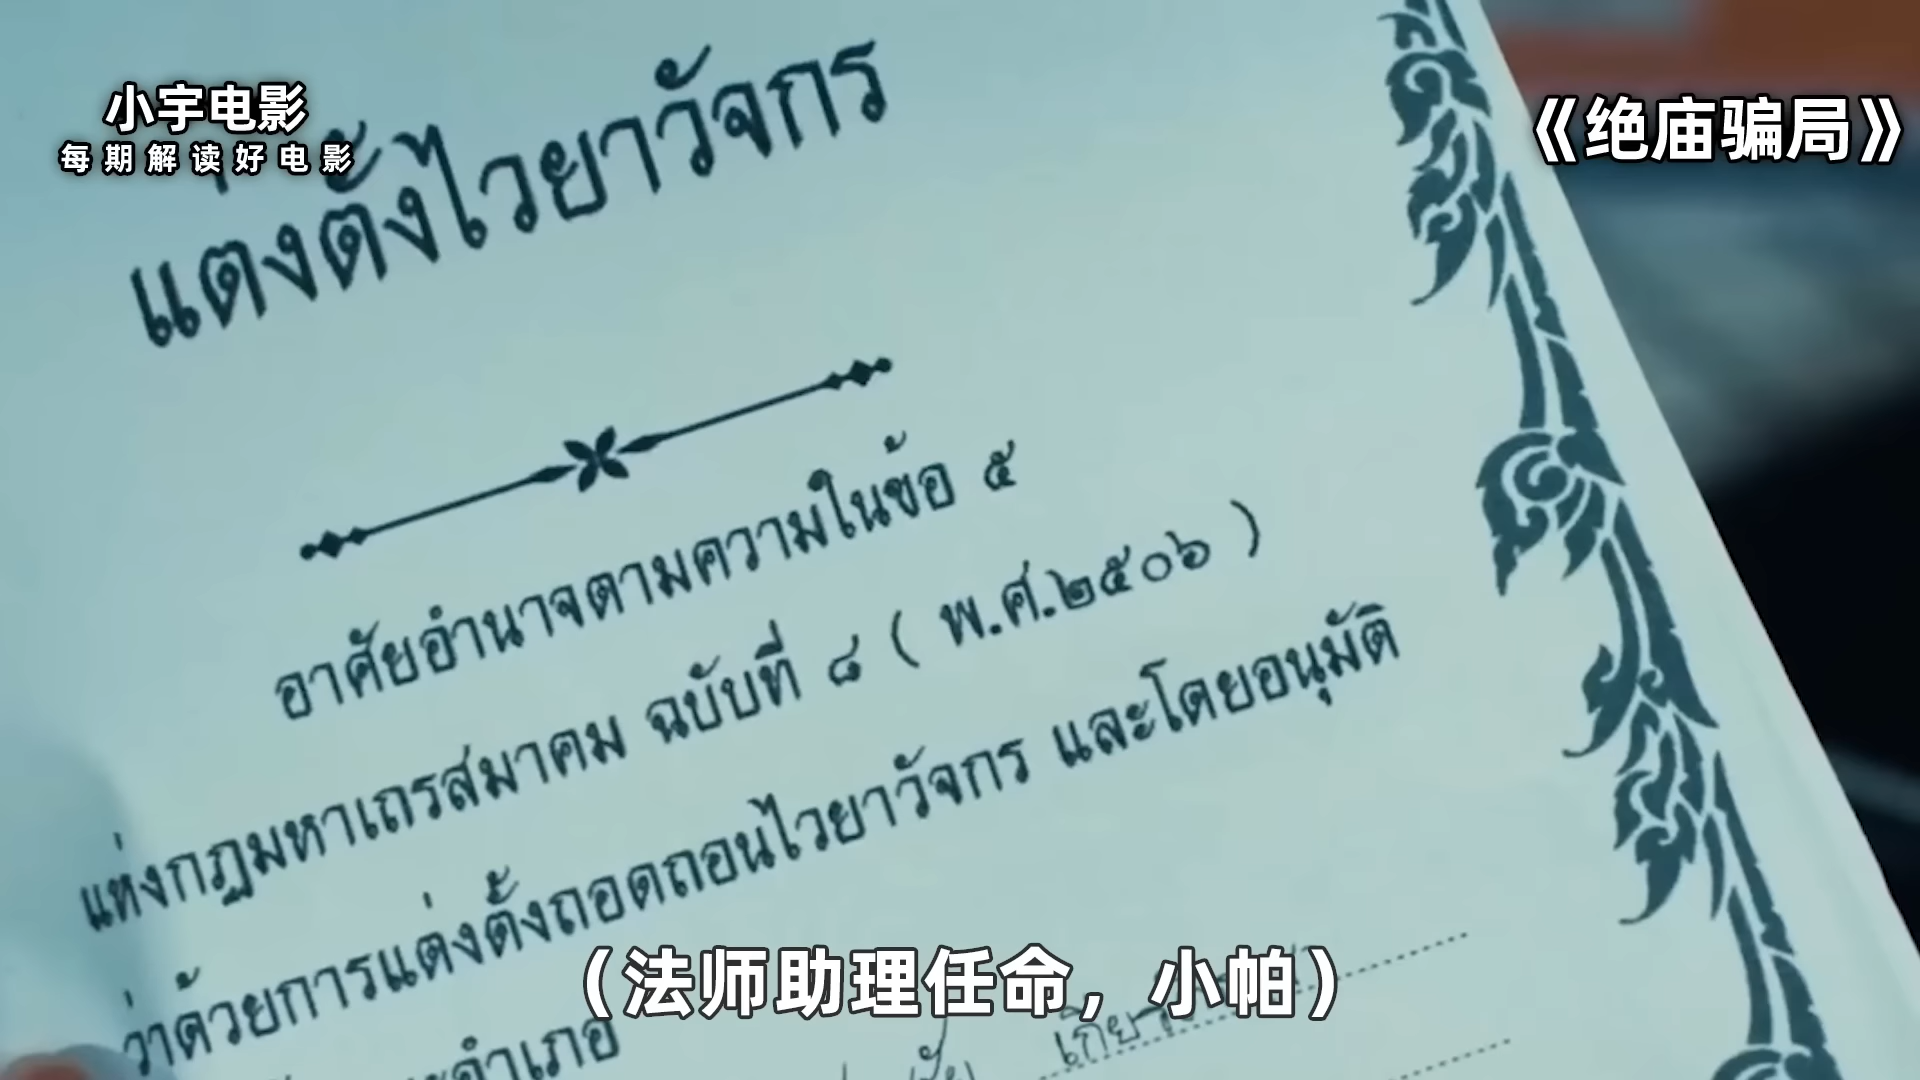 小宇电影
每期解读好电影
《绝庙骗局》
แต่งตั้งไวยาวัจกร
อาศัยอำนาจตามความในข้อ ๕
แห่งกฎมหาเถรสมาคม ฉบับที่ ๘ ( พ.ศ.๒๕๐๖ )
ว่าด้วยการแต่งตั้งถอดถอนไวยาวัจกร และโดยอนุมัติ
อำเภอ
（法师助理任命，小帕）